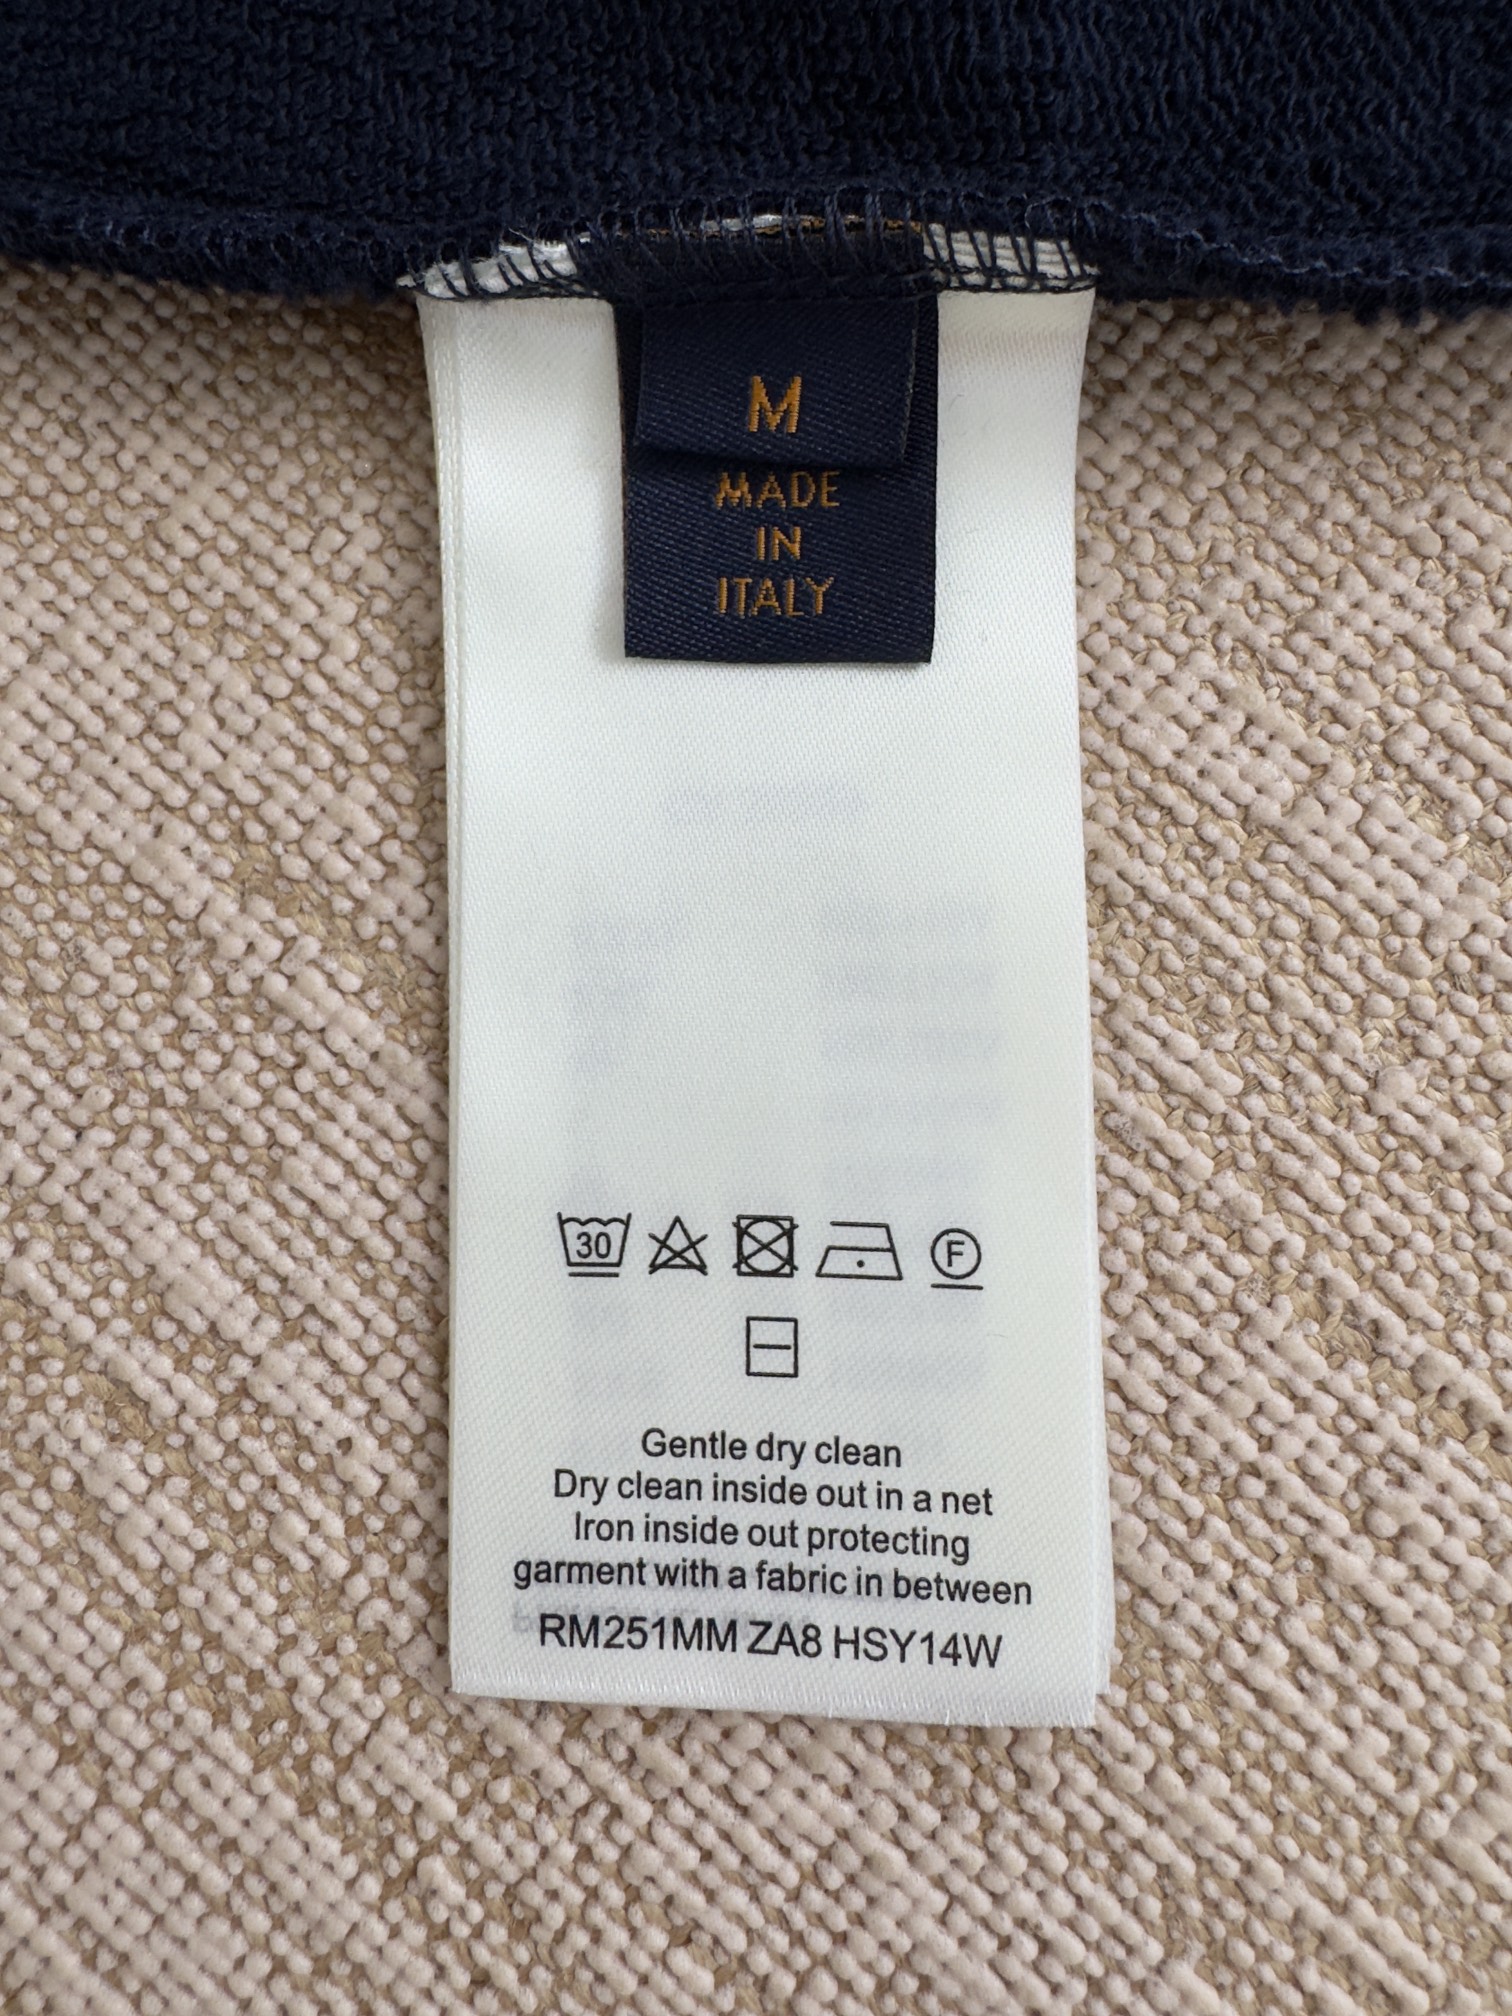 M
MADE
IN
ITALY
30
F
Gentle dry clean
Dry clean inside out in a net
Iron inside out protecting
garment with a fabric in between
RM251MM ZA8 HSY14W